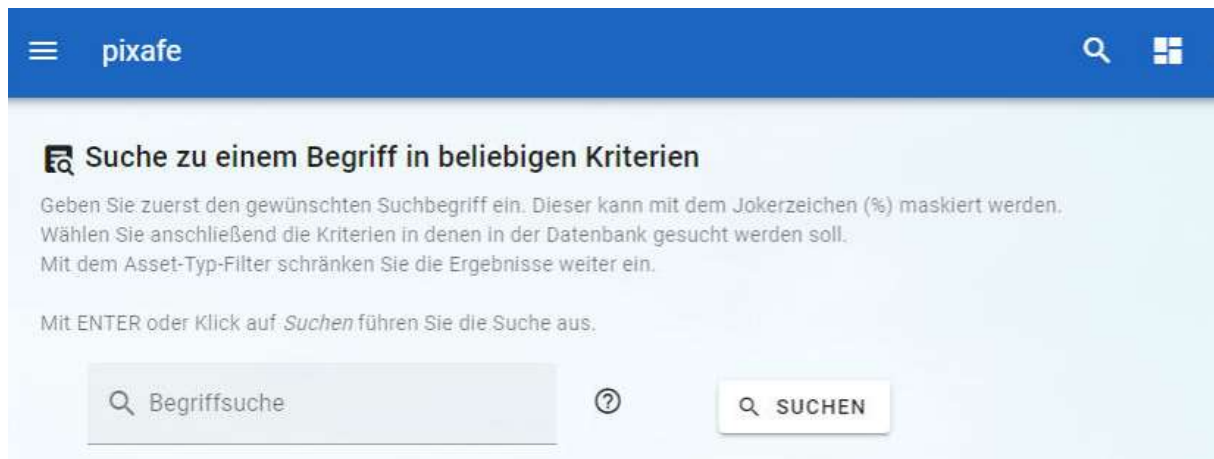 pixafe
Suche zu einem Begriff in beliebigen Kriterien
Geben Sie zuerst den gewünschten Suchbegriff ein. Dieser kann mit dem Jokerzeichen (%) maskiert werden.
Wählen Sie anschließend die Kriterien in denen in der Datenbank gesucht werden soll.
Mit dem Asset-Typ-Filter schränken Sie die Ergebnisse weiter ein.
Mit ENTER oder Klick auf Suchen führen Sie die Suche aus.
Begriffsuche ? SUCHEN